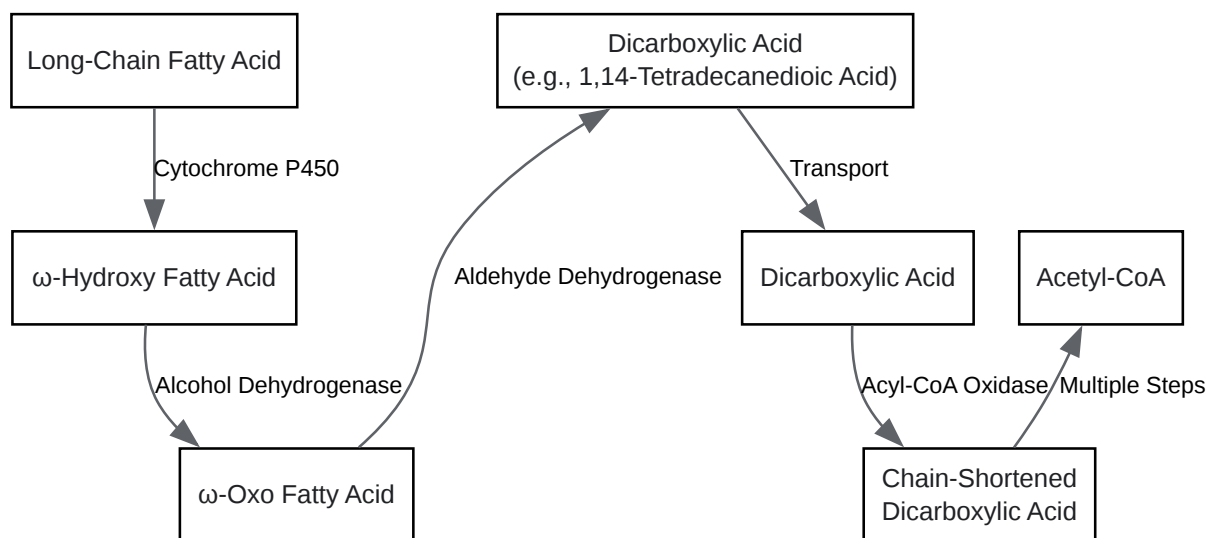 Long-Chain Fatty Acid
Dicarboxylic Acid
(e.g., 1,14-Tetradecanedioic Acid)
Cytochrome P450
Transport
ω-Hydroxy Fatty Acid
Aldehyde Dehydrogenase
Dicarboxylic Acid
Acetyl-CoA
Alcohol Dehydrogenase
Acyl-CoA Oxidase
Multiple Steps
ω-Oxo Fatty Acid
Chain-Shortened
Dicarboxylic Acid